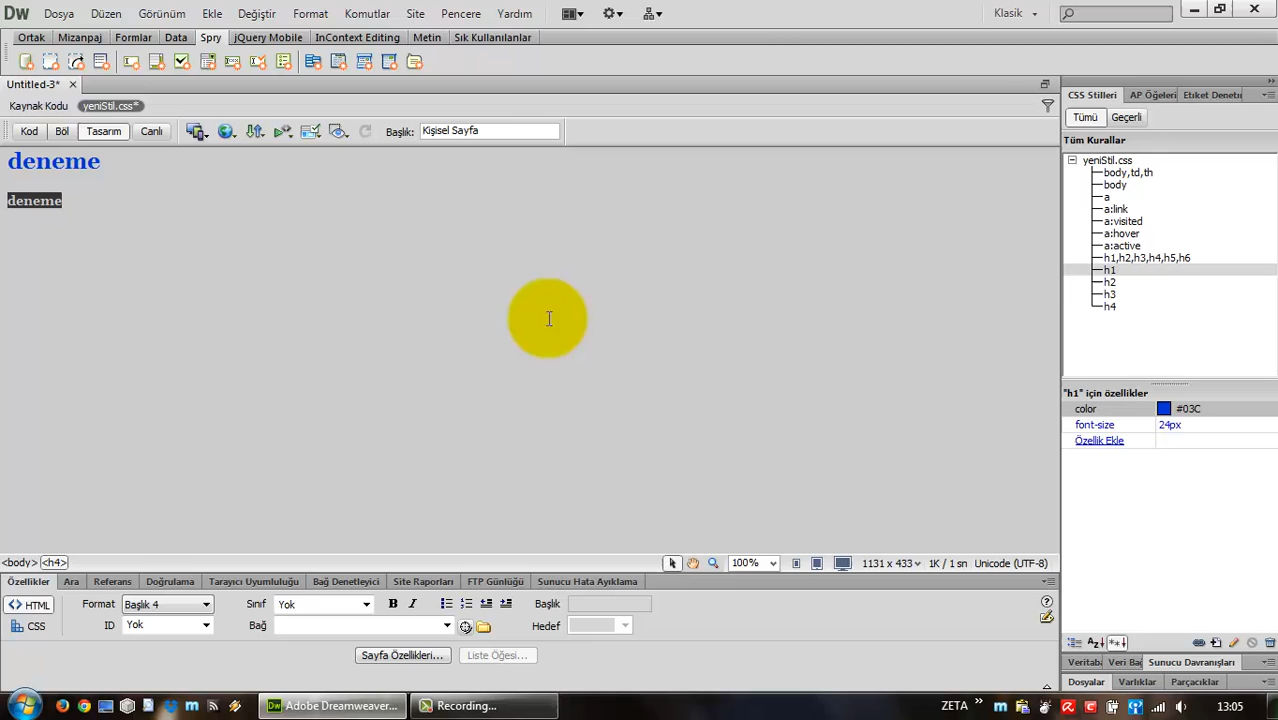 Dw Dosya Düzen Görünüm Ekle Değiştir Format Komutlar Site Pencere Yardım Klasik
Ortak Mizanpaj Formlar Data Spry jQuery Mobile InContext Editing Metin Sık Kullanılanlar
Untitled-3*
Kaynak Kodu yeniStil.css*
Kod Böl Tasarım Canlı Başlık: Kişisel Sayfa
deneme
deneme
<body> <h4> 100% 1131 x 433 1K / 1 sn Unicode (UTF-8)
Özellikler Ara Referans Doğrulama Tarayıcı Uyumluluğu Bağ Denetleyici Site Raporları FTP Günlüğü Sunucu Hata Ayıklama
<> HTML Format Başlık 4 Sınıf Yok B I Başlık
CSS ID Yok Bağ Hedef
Sayfa Özellikleri... Liste Öğesi...
CSS Stilleri AP Öğeleri Etiket Denetç
Tümü Geçerli
Tüm Kurallar
yeniStil.css
body,td,th
body
a
a:link
a:visited
a:hover
a:active
h1,h2,h3,h4,h5,h6
h1
h2
h3
h4
"h1" için özellikler
color #03C
font-size 24px
Özellik Ekle
Veritaba Veri Bağ Sunucu Davranışları
Dosyalar Varlıklar Parçacıklar
Adobe Dreamweaver... Recording... ZETA 13:05